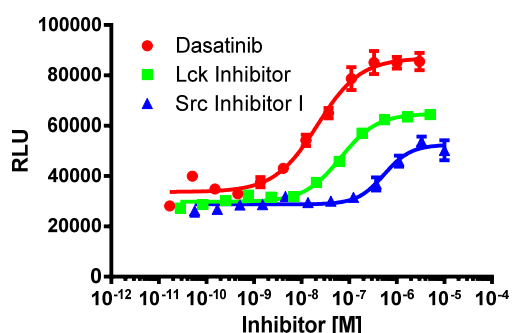 100000
80000
60000
40000
20000
0
RLU
Dasatinib
Lck Inhibitor
Src Inhibitor I
10⁻¹² 10⁻¹¹ 10⁻¹⁰ 10⁻⁹ 10⁻⁸ 10⁻⁷ 10⁻⁶ 10⁻⁵ 10⁻⁴
Inhibitor [M]